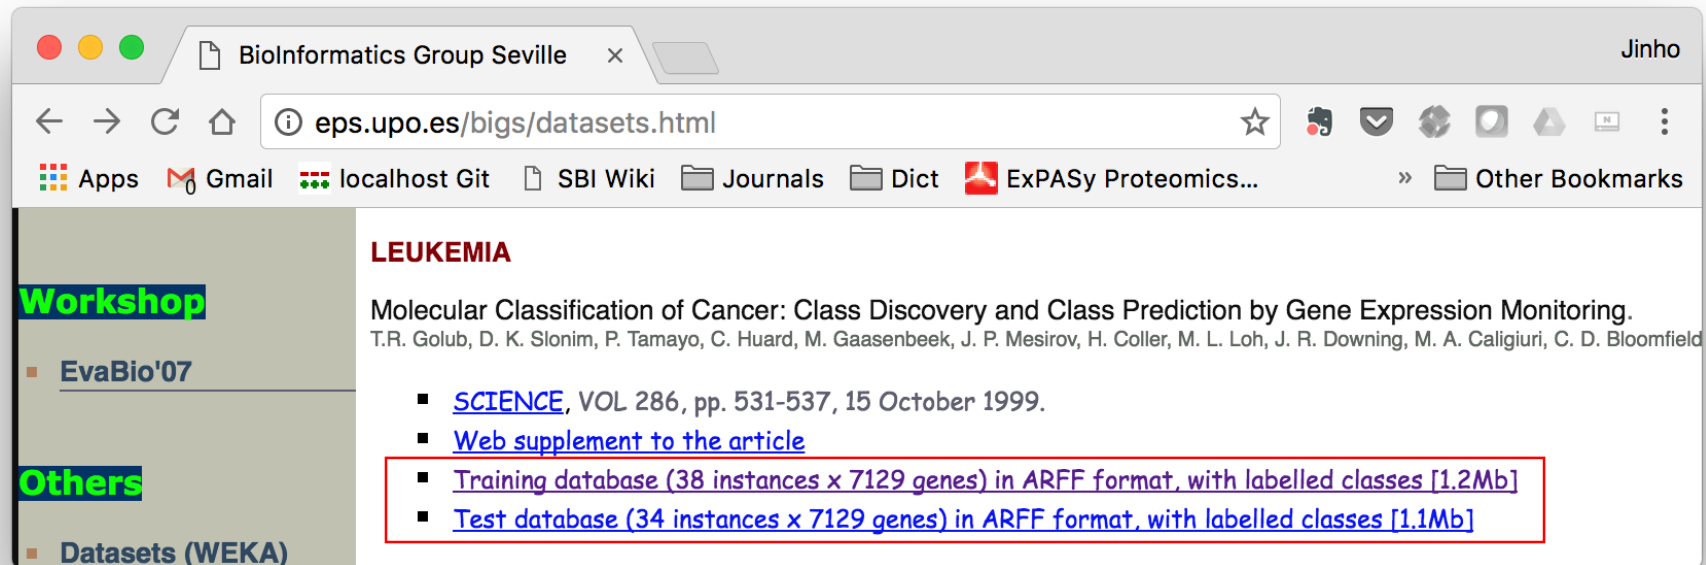 BioInformatics Group Seville
Jinho
eps.upo.es/bigs/datasets.html
N
Apps
0
Gmail
localhost Git
SBI Wiki
Journals
Dict
ExPASy Proteomics...
»
Other Bookmarks
Workshop
EvaBio'07
Others
Datasets (WEKA)
LEUKEMIA
Molecular Classification of Cancer: Class Discovery and Class Prediction by Gene Expression Monitoring.
T.R. Golub, D. K. Slonim, P. Tamayo, C. Huard, M. Gaasenbeek, J. P. Mesirov, H. Coller, M. L. Loh, J. R. Downing, M. A. Caligiuri, C. D. Bloomfield
SCIENCE, VOL 286, pp. 531-537, 15 October 1999.
Web supplement to the article
Training database (38 instances x 7129 genes) in ARFF format, with labelled classes [1.2Mb]
Test database (34 instances x 7129 genes) in ARFF format, with labelled classes [1.1Mb]